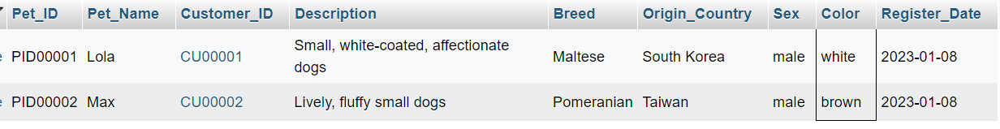 Pet_ID Pet_Name Customer_ID Description Breed Origin_Country Sex Color Register_Date
PID00001 Lola CU00001 Small, white-coated, affectionate dogs Maltese South Korea male white 2023-01-08
PID00002 Max CU00002 Lively, fluffy small dogs Pomeranian Taiwan male brown 2023-01-08